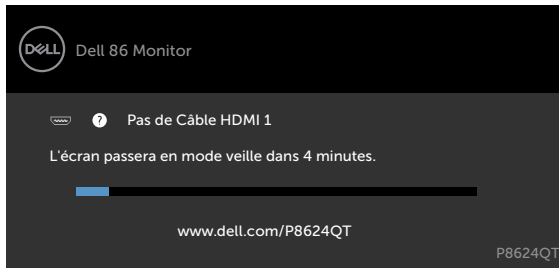 DELL Dell 86 Monitor
? Pas de Câble HDMI 1
L'écran passera en mode veille dans 4 minutes.
www.dell.com/P8624QT
P8624QT